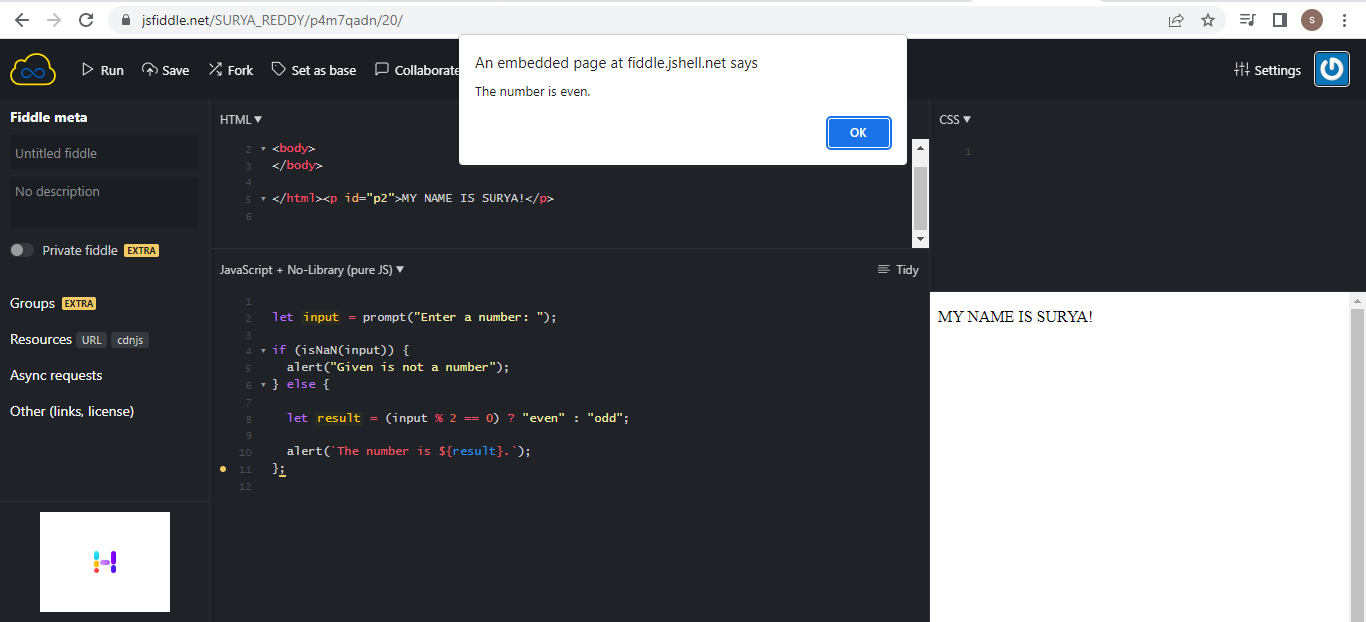 jsfiddle.net/SURYA_REDDY/p4m7qadn/20/
S
Run Save Fork Set as base Collaborate
Settings
An embedded page at fiddle.jshell.net says
The number is even.
OK
Fiddle meta
Untitled fiddle
No description
Private fiddle EXTRA
Groups EXTRA
Resources URL cdnjs
Async requests
Other (links, license)
HTML ▼
2 <body>
3 </body>
4
5 </html><p id="p2">MY NAME IS SURYA!</p>
6
CSS ▼
1
JavaScript + No-Library (pure JS) ▼
Tidy
1
2 let input = prompt("Enter a number: ");
3
4 if (isNaN(input)) {
5 alert("Given is not a number");
6 } else {
7
8 let result = (input % 2 == 0) ? "even" : "odd";
9
10 alert(`The number is ${result}.`);
11 };
12
MY NAME IS SURYA!